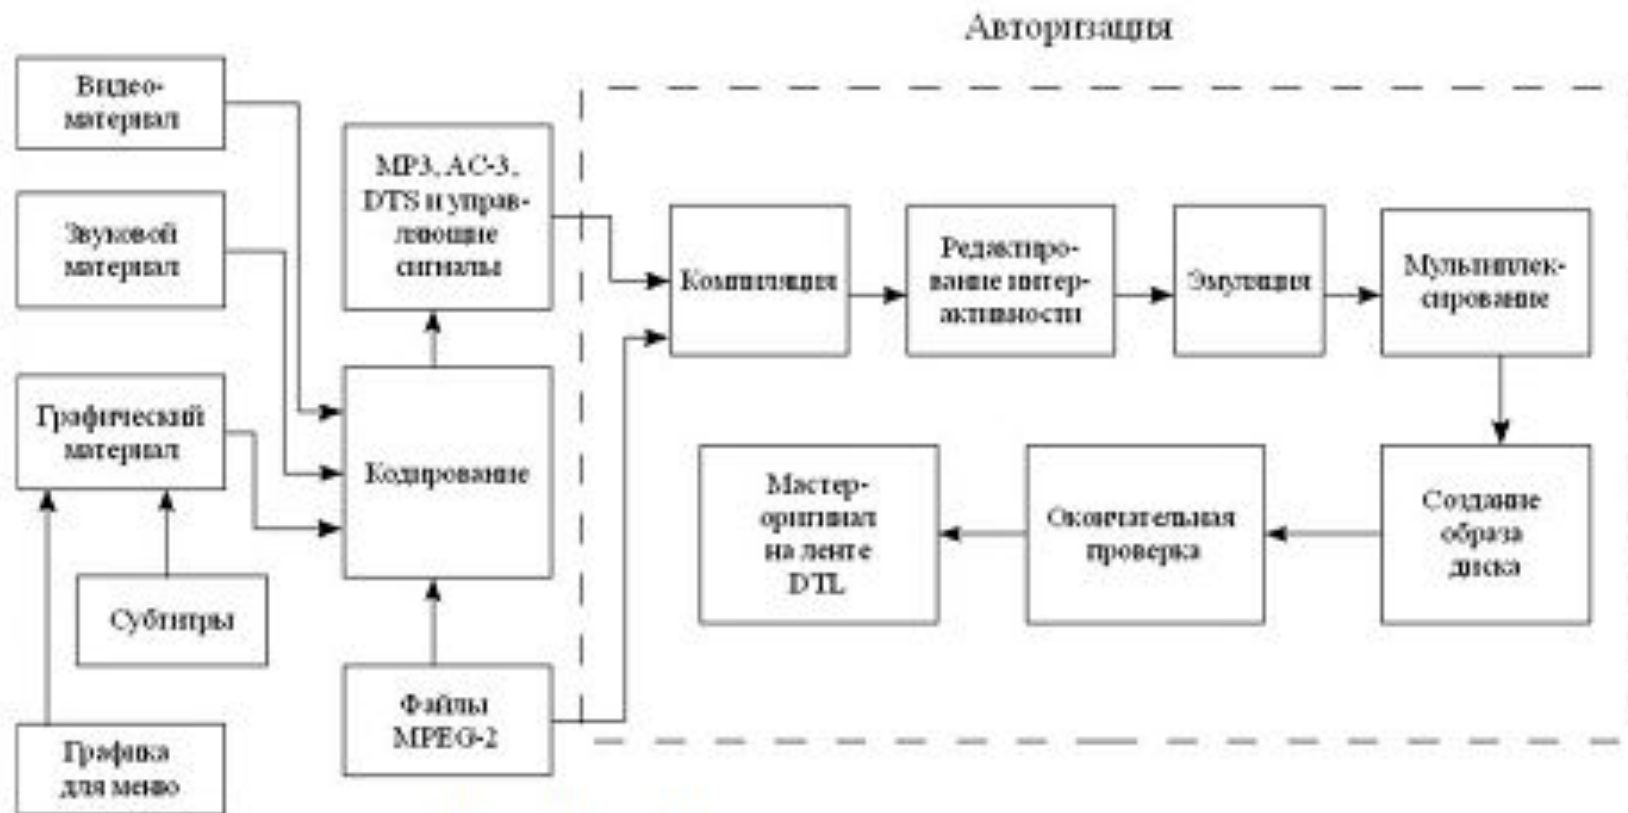 Авторизация
Видео-
материал
Звуковой
материал
Графический
материал
Субтитры
Графика
для меню
MP3, AC-3,
DTS и управ-
ляющие
сигналы
Кодирование
Файлы
MPEG-2
Компиляция
Редактиро-
вание интер-
активности
Эмуляция
Мультиплек-
сирование
Создание
образа
диска
Окончательная
проверка
Мастер-
оригинал
на ленте
DTL